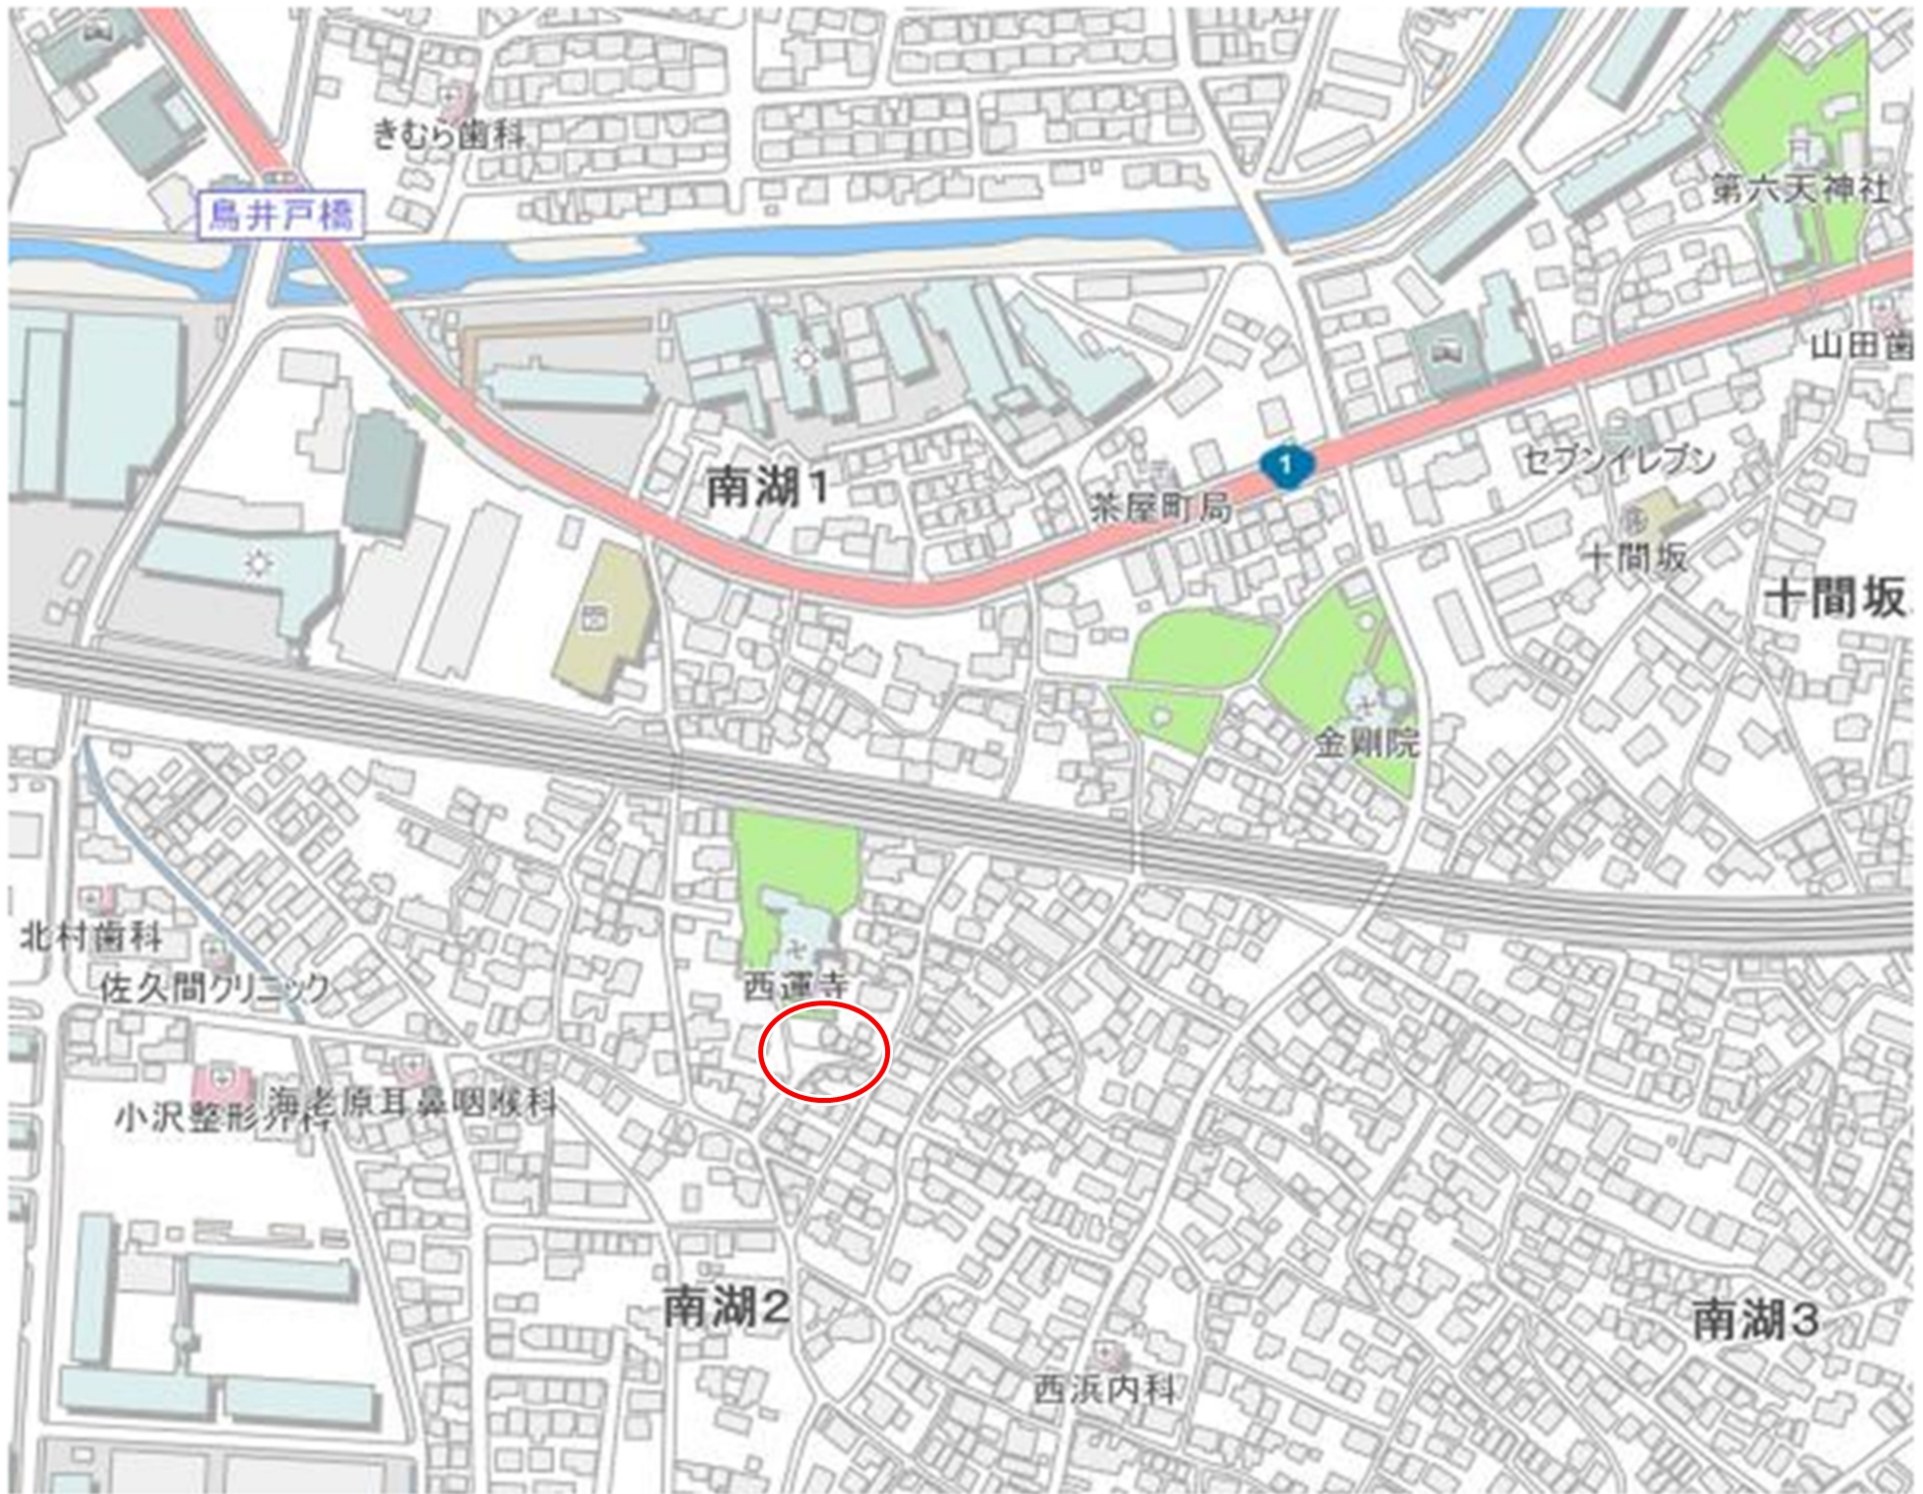 きむら歯科
鳥井戸橋
第六天神社
山田歯
南湖1
1
セブンイレブン
茶屋町局
十間坂
十間坂
金剛院
北村歯科
西運寺
佐久間クリニック
小沢整形外科
海老原耳鼻咽喉科
南湖2
南湖3
西浜内科